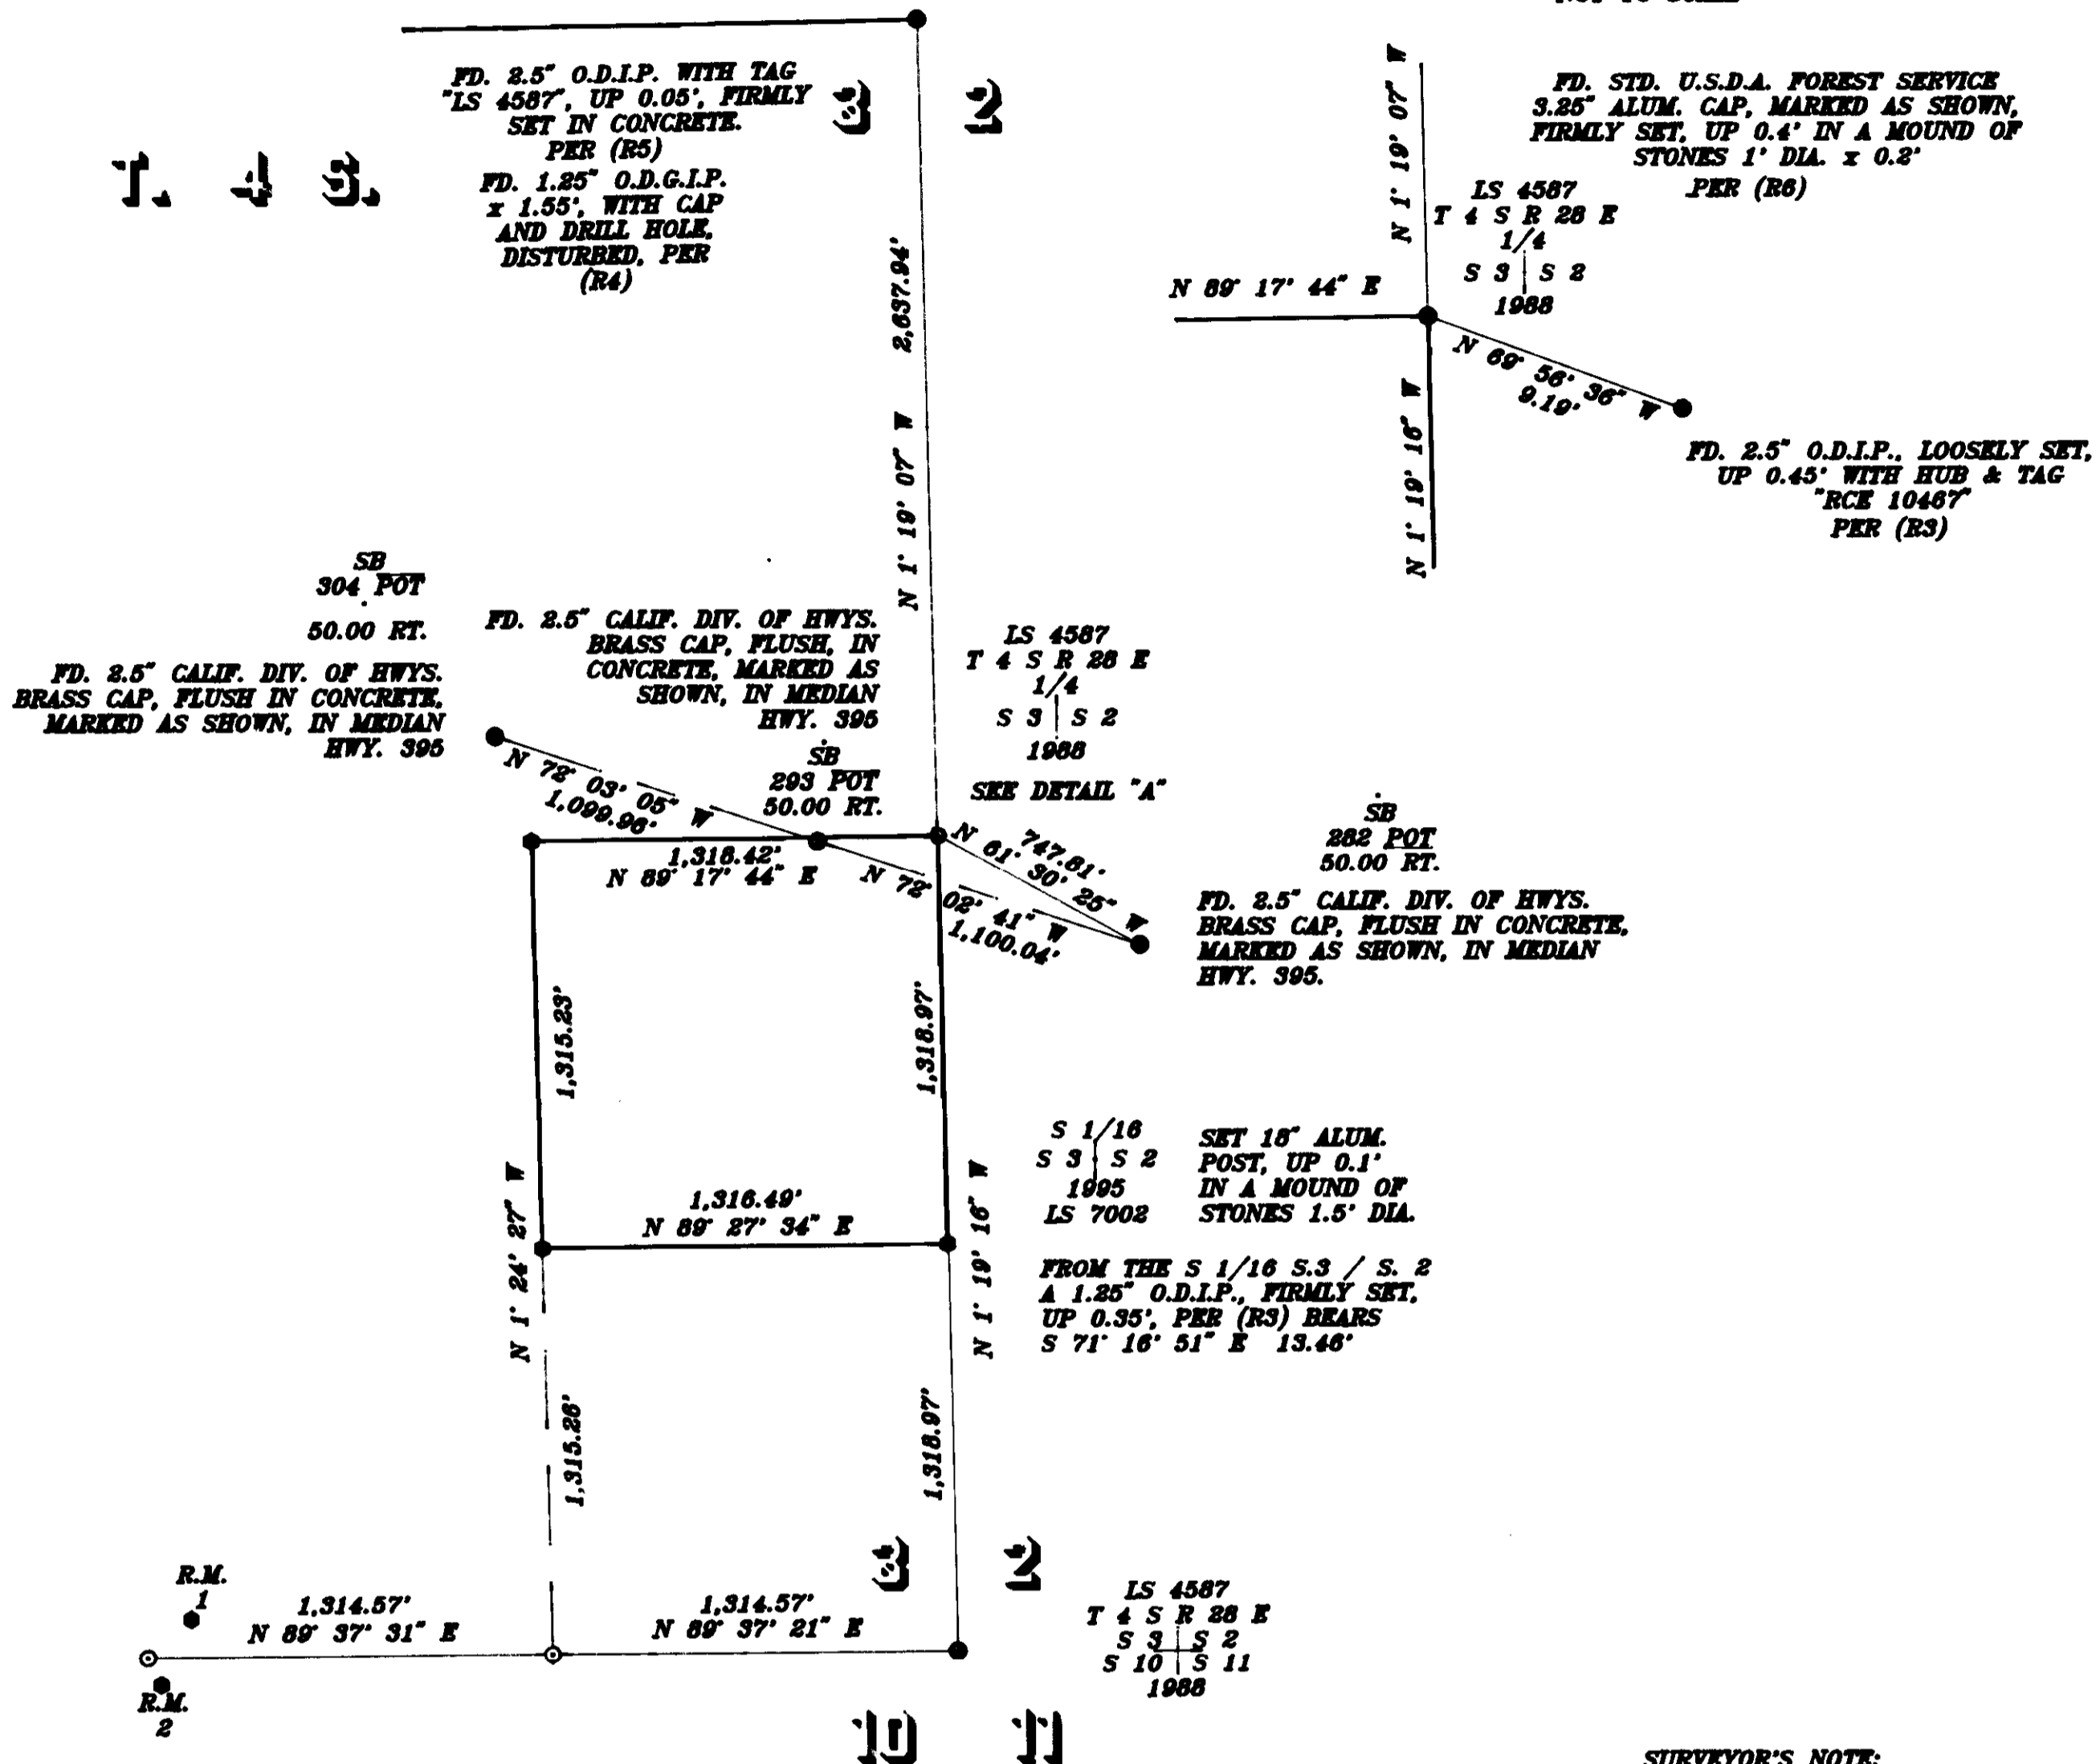 FD. 2.5" O.D.I.P. WITH TAG
"LS 4587", UP 0.05', FIRMLY
SET IN CONCRETE.
PER (R5)
FD. 1.25" O.D.G.I.P.
x 1.55', WITH CAP
AND DRILL HOLE,
DISTURBED, PER
(R4)
3 2
T. 4 S.
2,637.94'
N 1° 19' 07" W
N 1° 19' 07" W
FD. STD. U.S.D.A. FOREST SERVICE
3.25" ALUM. CAP, MARKED AS SHOWN,
FIRMLY SET, UP 0.4' IN A MOUND OF
STONES 1' DIA. x 0.2'
PER (R6)
LS 4587
T 4 S R 28 E
1/4
S 3 S 2
1988
N 89° 17' 44" E
N 69° 56' 36" W
9.19'
N 1° 19' 16" W
FD. 2.5" O.D.I.P., LOOSELY SET,
UP 0.45' WITH HUB & TAG
"RCE 10467"
PER (R3)
SB
304 POT
50.00 RT.
FD. 2.5" CALIF. DIV. OF HWYS.
BRASS CAP, FLUSH IN CONCRETE,
MARKED AS SHOWN, IN MEDIAN
HWY. 395
FD. 2.5" CALIF. DIV. OF HWYS.
BRASS CAP, FLUSH, IN
CONCRETE, MARKED AS
SHOWN, IN MEDIAN
HWY. 395
SB
293 POT
50.00 RT.
LS 4587
T 4 S R 28 E
1/4
S 3 S 2
1988
SEE DETAIL "A"
N 72° 03' 05" W
1,099.96'
1,318.42'
N 89° 17' 44" E
N 72° 02' 41" W
1,100.04'
747.81'
N 61° 30' 25" W
SB
282 POT
50.00 RT.
FD. 2.5" CALIF. DIV. OF HWYS.
BRASS CAP, FLUSH IN CONCRETE,
MARKED AS SHOWN, IN MEDIAN
HWY. 395.
1,315.23'
1,318.97'
S 1/16
S 3 S 2
1995
LS 7002
SET 18" ALUM.
POST, UP 0.1'
IN A MOUND OF
STONES 1.5' DIA.
1,316.49'
N 89° 27' 34" E
N 1° 24' 27" W
N 1° 19' 16" W
FROM THE S 1/16 S.3 / S. 2
A 1.25" O.D.I.P., FIRMLY SET,
UP 0.35', PER (R3) BEARS
S 71° 16' 51" E 13.46'
1,315.26'
1,318.97'
3 2
R.M.
1
1,314.57'
N 89° 37' 31" E
1,314.57'
N 89° 37' 21" E
LS 4587
T 4 S R 28 E
S 3 S 2
S 10 S 11
1988
R.M.
2
10 11
SURVEYOR'S NOTE: